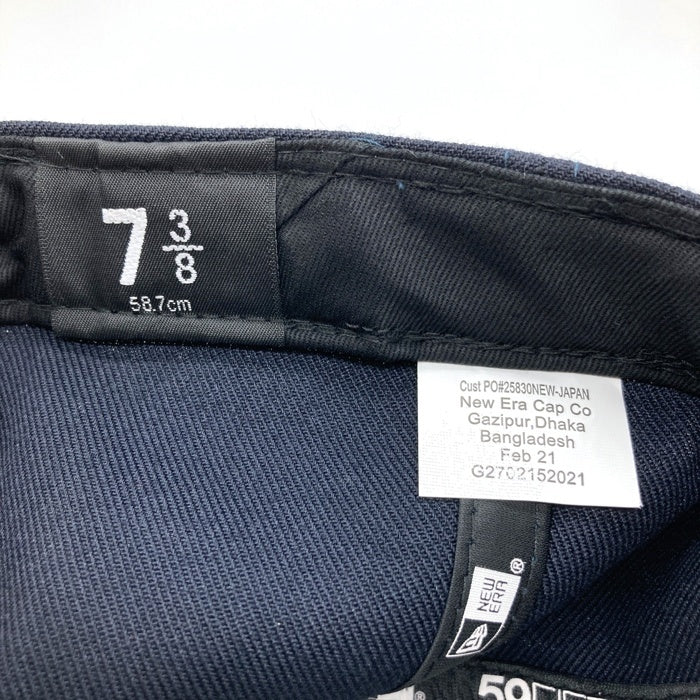 7 3/8
58.7cm
Cust PO#25830NEW-JAPAN
New Era Cap Co
Gazipur,Dhaka
Bangladesh
Feb 21
G2702152021
NEW ERA®